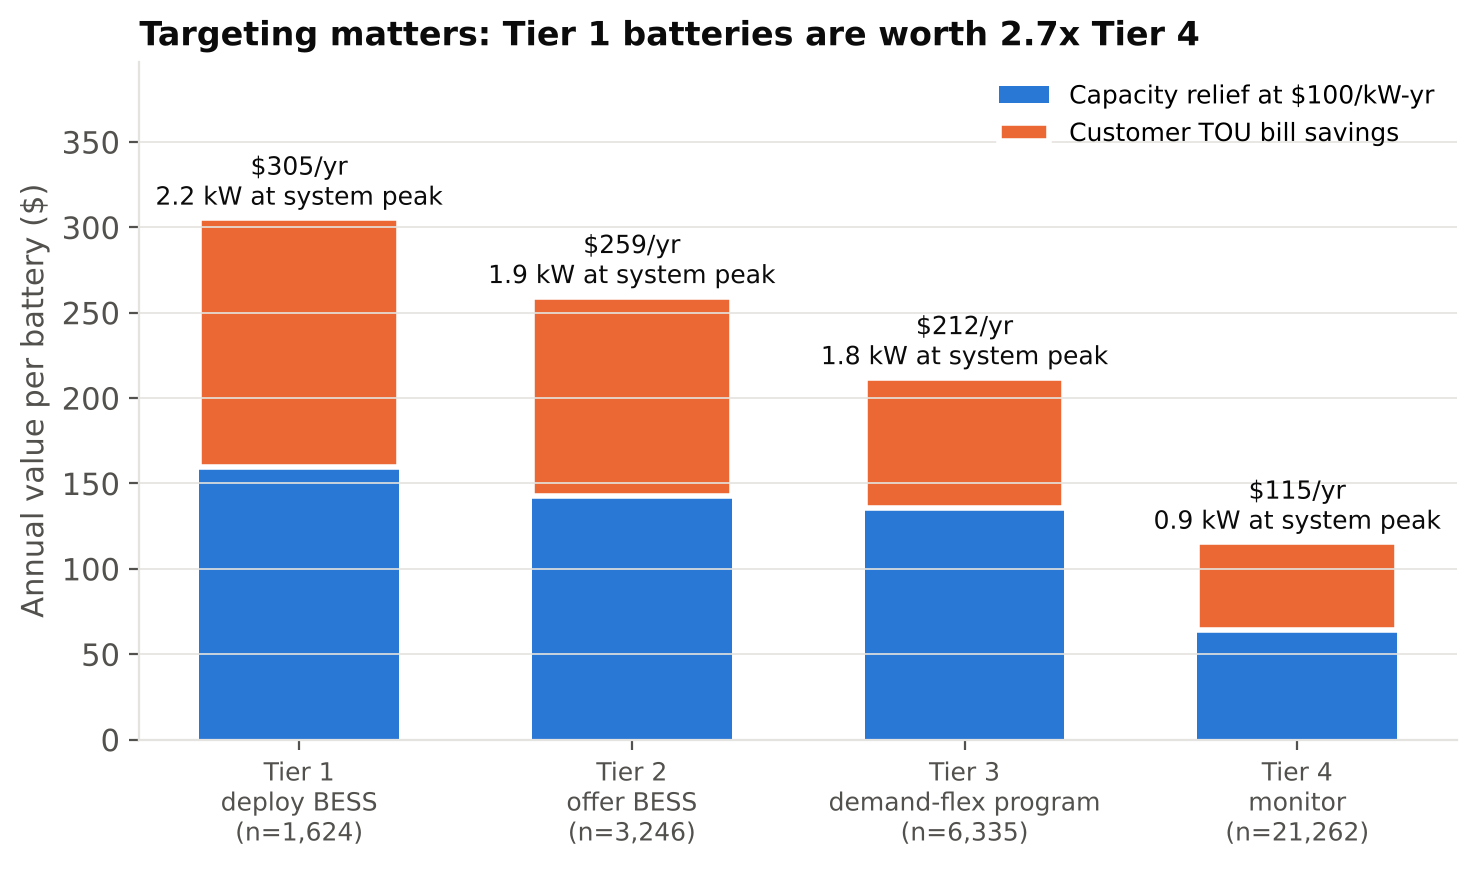 Targeting matters: Tier 1 batteries are worth 2.7x Tier 4
Capacity relief at $100/kW-yr
Customer TOU bill savings
Annual value per battery ($)
350
300
250
200
150
100
50
0
$305/yr
2.2 kW at system peak
$259/yr
1.9 kW at system peak
$212/yr
1.8 kW at system peak
$115/yr
0.9 kW at system peak
Tier 1
deploy BESS
(n=1,624)
Tier 2
offer BESS
(n=3,246)
Tier 3
demand-flex program
(n=6,335)
Tier 4
monitor
(n=21,262)